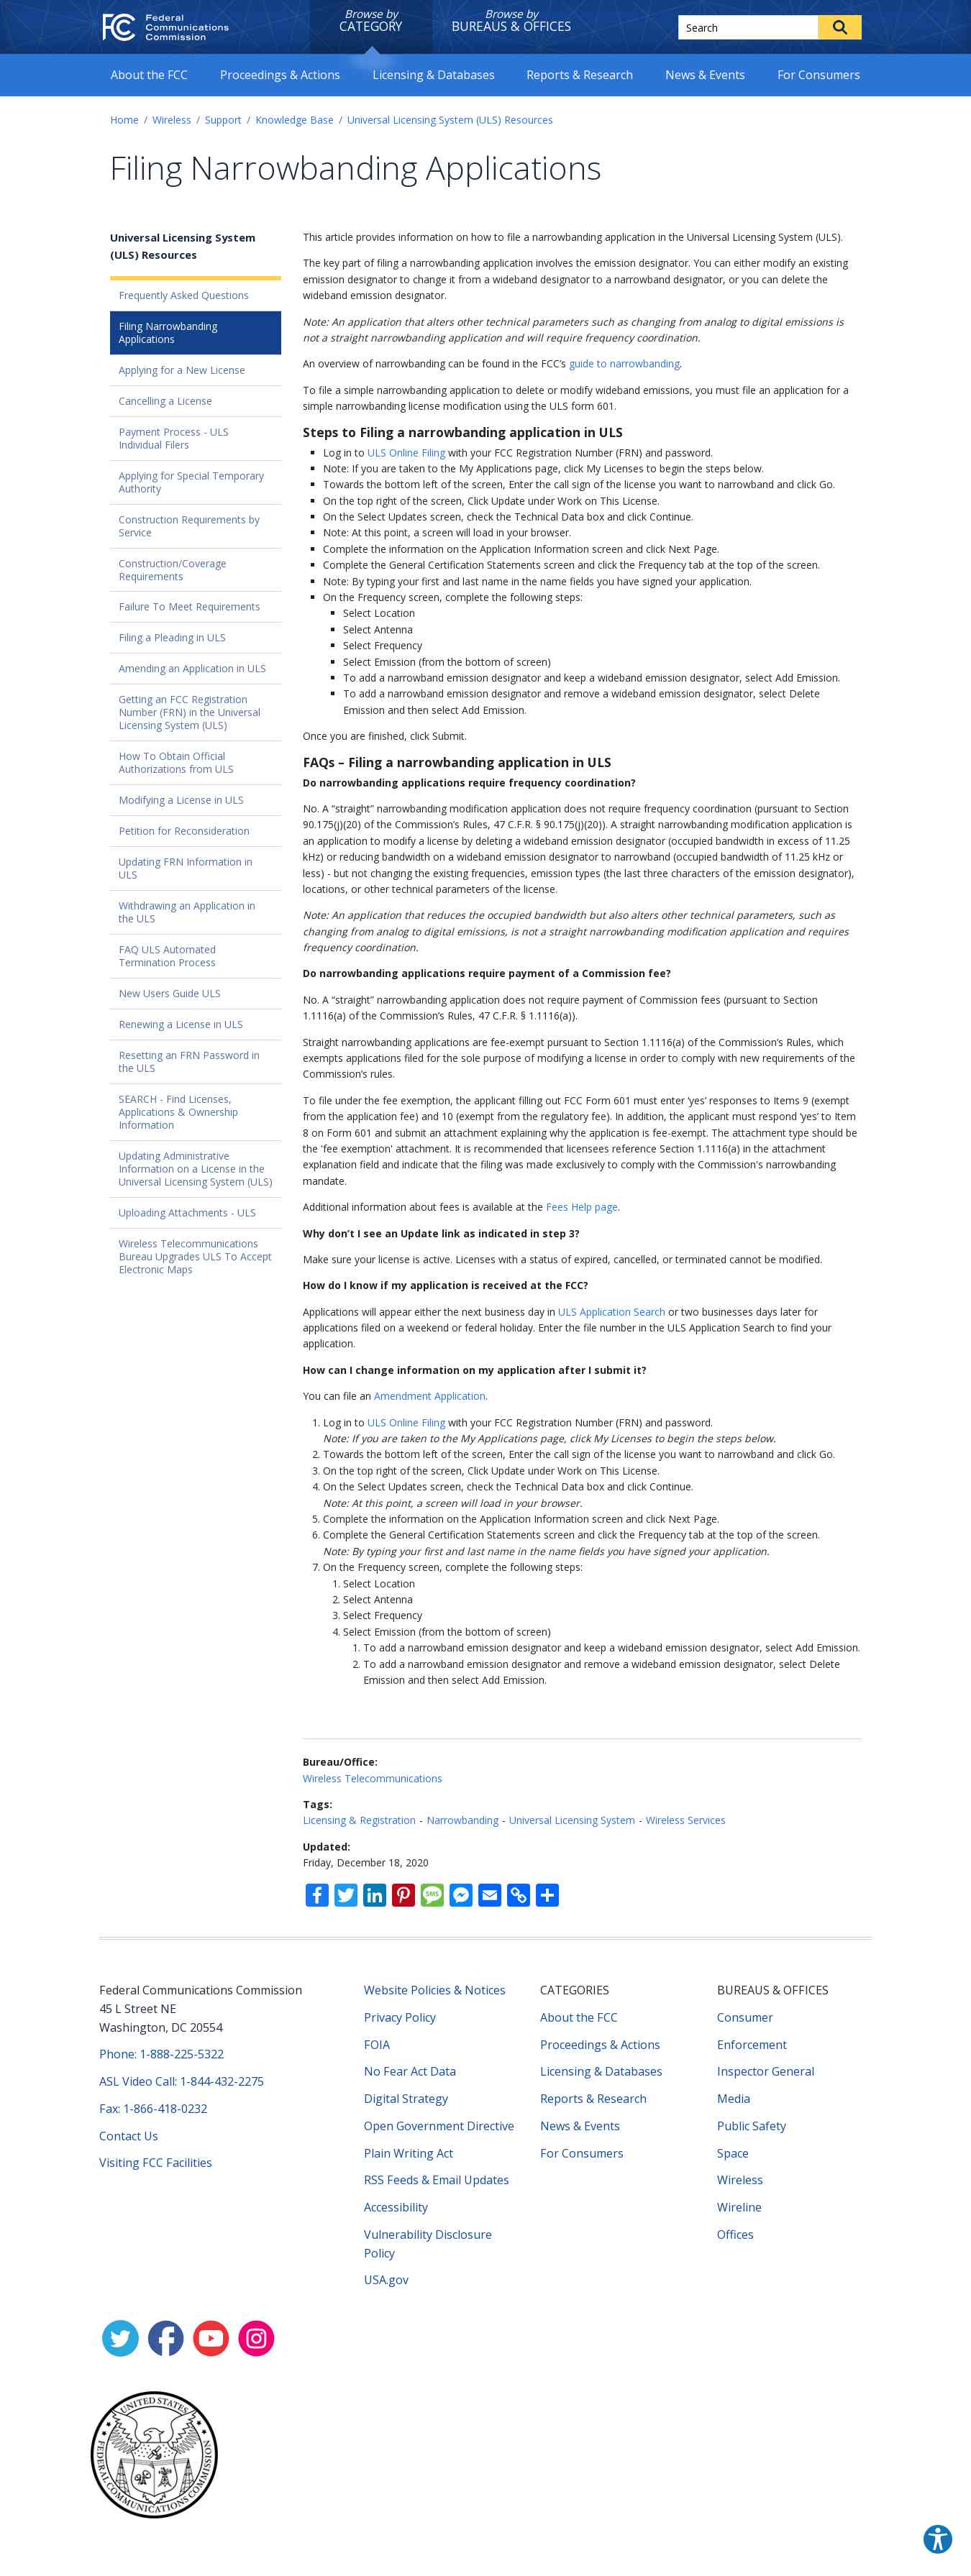 FC Federal
Communications
Commission
Browse by
CATEGORY
Browse by
BUREAUS & OFFICES
Search
About the FCC
Proceedings & Actions
Licensing & Databases
Reports & Research
News & Events
For Consumers
Home / Wireless / Support / Knowledge Base / Universal Licensing System (ULS) Resources
Filing Narrowbanding Applications
Universal Licensing System
(ULS) Resources
Frequently Asked Questions
Filing Narrowbanding
Applications
Applying for a New License
Cancelling a License
Payment Process - ULS
Individual Filers
Applying for Special Temporary
Authority
Construction Requirements by
Service
Construction/Coverage
Requirements
Failure To Meet Requirements
Filing a Pleading in ULS
Amending an Application in ULS
Getting an FCC Registration
Number (FRN) in the Universal
Licensing System (ULS)
How To Obtain Official
Authorizations from ULS
Modifying a License in ULS
Petition for Reconsideration
Updating FRN Information in
ULS
Withdrawing an Application in
the ULS
FAQ ULS Automated
Termination Process
New Users Guide ULS
Renewing a License in ULS
Resetting an FRN Password in
the ULS
SEARCH - Find Licenses,
Applications & Ownership
Information
Updating Administrative
Information on a License in the
Universal Licensing System (ULS)
Uploading Attachments - ULS
Wireless Telecommunications
Bureau Upgrades ULS To Accept
Electronic Maps
This article provides information on how to file a narrowbanding application in the Universal Licensing System (ULS).
The key part of filing a narrowbanding application involves the emission designator. You can either modify an existing
emission designator to change it from a wideband emission designator to a narrowband designator, or you can delete the
wideband emission designator.
Note: An application that alters other technical parameters such as changing from analog to digital emissions is
not a straight narrowbanding application and will require frequency coordination.
An overview of narrowbanding can be found in the FCC’s guide to narrowbanding.
To file a simple narrowbanding application to delete or modify wideband emissions, you must file an application for a
simple narrowbanding license modification using the ULS form 601.
Steps to Filing a narrowbanding application in ULS
▪ Log in to ULS Online Filing with your FCC Registration Number (FRN) and password.
▪ Note: If you are taken to the My Applications page, click My Licenses to begin the steps below.
▪ Towards the bottom left of the screen, Enter the call sign of the license you want to narrowband and click Go.
▪ On the top right of the screen, Click Update under Work on This License.
▪ On the Select Updates screen, check the Technical Data box and click Continue.
▪ Note: At this point, a screen will load in your browser.
▪ Complete the information on the Application Information screen and click Next Page.
▪ Complete the General Certification Statements screen and click the Frequency tab at the top of the screen.
▪ Note: By typing your first and last name in the name fields you have signed your application.
▪ On the Frequency screen, complete the following steps:
▪ Select Location
▪ Select Antenna
▪ Select Frequency
▪ Select Emission (from the bottom of screen)
▪ To add a narrowband emission designator and keep a wideband emission designator, select Add Emission.
▪ To add a narrowband emission designator and remove a wideband emission designator, select Delete
Emission and then select Add Emission.
Once you are finished, click Submit.
FAQs – Filing a narrowbanding application in ULS
Do narrowbanding applications require frequency coordination?
No. A “straight” narrowbanding modification application does not require frequency coordination (pursuant to Section
90.175(j)(20) of the Commission’s Rules, 47 C.F.R. § 90.175(j)(20)). A straight narrowbanding modification application is
an application to modify a license by deleting a wideband emission designator (occupied bandwidth in excess of 11.25
kHz) or reducing bandwidth on a wideband emission designator to narrowband (occupied bandwidth of 11.25 kHz or
less) - but not changing the existing frequencies, emission types (the last three characters of the emission designator),
locations, or other technical parameters of the license.
Note: An application that reduces the occupied bandwidth but also alters other technical parameters, such as
changing from analog to digital emissions, is not a straight narrowbanding modification application and requires
frequency coordination.
Do narrowbanding applications require payment of a Commission fee?
No. A “straight” narrowbanding application does not require payment of Commission fees (pursuant to Section
1.1116(a) of the Commission’s Rules, 47 C.F.R. § 1.1116(a)).
Straight narrowbanding applications are fee-exempt pursuant to Section 1.1116(a) of the Commission’s Rules, which
exempts applications filed for the sole purpose of modifying a license in order to comply with new requirements of the
Commission’s rules.
To file under the fee exemption, the applicant filling out FCC Form 601 must enter ‘yes’ responses to Items 9 (exempt
from the application fee) and 10 (exempt from the regulatory fee). In addition, the applicant must respond ‘yes’ to Item
8 on Form 601 and submit an attachment explaining why the application is fee-exempt. The attachment type should be
the 'fee exemption' attachment. It is recommended that licensees reference Section 1.1116(a) in the attachment
explanation field and indicate that the filing was made exclusively to comply with the Commission's narrowbanding
mandate.
Additional information about fees is available at the Fees Help page.
Why don’t I see an Update link as indicated in step 3?
Make sure your license is active. Licenses with a status of expired, cancelled, or terminated cannot be modified.
How do I know if my application is received at the FCC?
Applications will appear either the next business day in ULS Application Search or two businesses days later for
applications filed on a weekend or federal holiday. Enter the file number in the ULS Application Search to find your
application.
How can I change information on my application after I submit it?
You can file an Amendment Application.
1. Log in to ULS Online Filing with your FCC Registration Number (FRN) and password.
Note: If you are taken to the My Applications page, click My Licenses to begin the steps below.
2. Towards the bottom left of the screen, Enter the call sign of the license you want to narrowband and click Go.
3. On the top right of the screen, Click Update under Work on This License.
4. On the Select Updates screen, check the Technical Data box and click Continue.
Note: At this point, a screen will load in your browser.
5. Complete the information on the Application Information screen and click Next Page.
6. Complete the General Certification Statements screen and click the Frequency tab at the top of the screen.
Note: By typing your first and last name in the name fields you have signed your application.
7. On the Frequency screen, complete the following steps:
1. Select Location
2. Select Antenna
3. Select Frequency
4. Select Emission (from the bottom of screen)
1. To add a narrowband emission designator and keep a wideband emission designator, select Add Emission.
2. To add a narrowband emission designator and remove a wideband emission designator, select Delete
Emission and then select Add Emission.
Bureau/Office:
Wireless Telecommunications
Tags:
Licensing & Registration - Narrowbanding - Universal Licensing System - Wireless Services
Updated:
Friday, December 18, 2020
SMS
Federal Communications Commission
45 L Street NE
Washington, DC 20554
Phone: 1-888-225-5322
ASL Video Call: 1-844-432-2275
Fax: 1-866-418-0232
Contact Us
Visiting FCC Facilities
Website Policies & Notices
Privacy Policy
FOIA
No Fear Act Data
Digital Strategy
Open Government Directive
Plain Writing Act
RSS Feeds & Email Updates
Accessibility
Vulnerability Disclosure
Policy
USA.gov
CATEGORIES
About the FCC
Proceedings & Actions
Licensing & Databases
Reports & Research
News & Events
For Consumers
BUREAUS & OFFICES
Consumer
Enforcement
Inspector General
Media
Public Safety
Space
Wireless
Wireline
Offices
UNITED STATES
FEDERAL COMMUNICATIONS COMMISSION